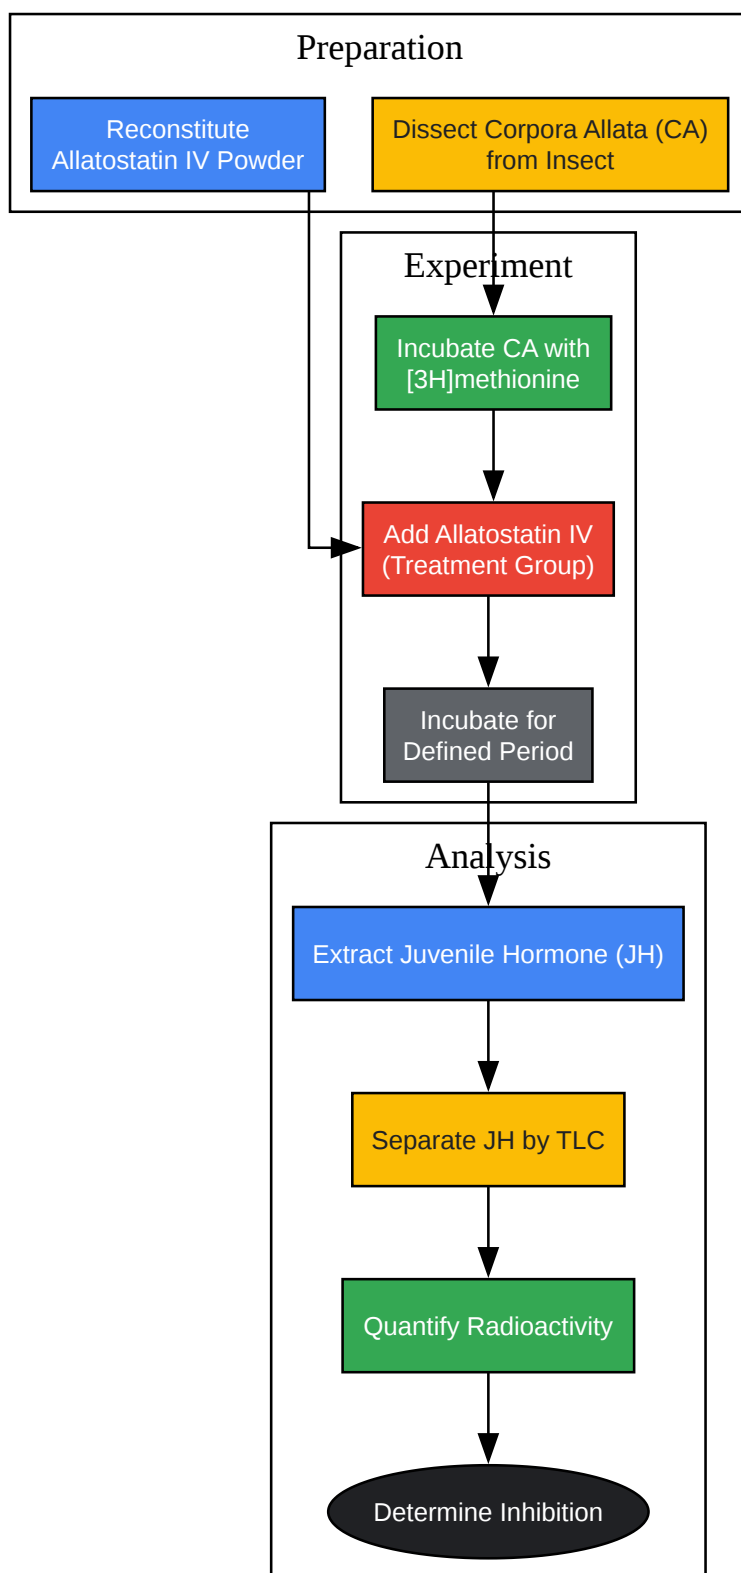 Preparation
Reconstitute
Allatostatin IV Powder
Dissect Corpora Allata (CA)
from Insect
Experiment
Incubate CA with
[3H]methionine
Add Allatostatin IV
(Treatment Group)
Incubate for
Defined Period
Analysis
Extract Juvenile Hormone (JH)
Separate JH by TLC
Quantify Radioactivity
Determine Inhibition